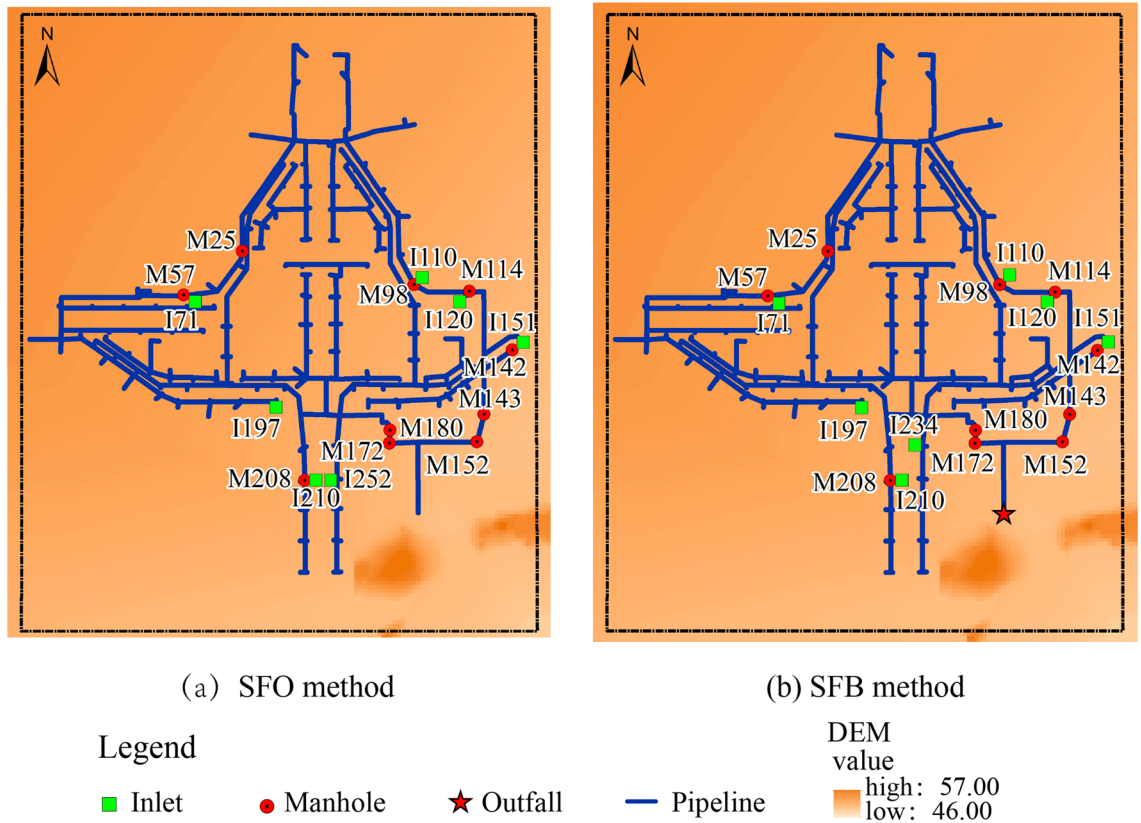 N
M25
I110
M114
M57
M98
I71
I120
I151
M142
M143
I197
M180
M172
M152
M208
I252
I210
N
M25
I110
M114
M57
M98
I71
I120
I151
M142
M143
I197
I234
M180
M172
M152
M208
I210
(a) SFO method
(b) SFB method
Legend
DEM
value
Inlet
Manhole
Outfall
Pipeline
high: 57.00
low: 46.00